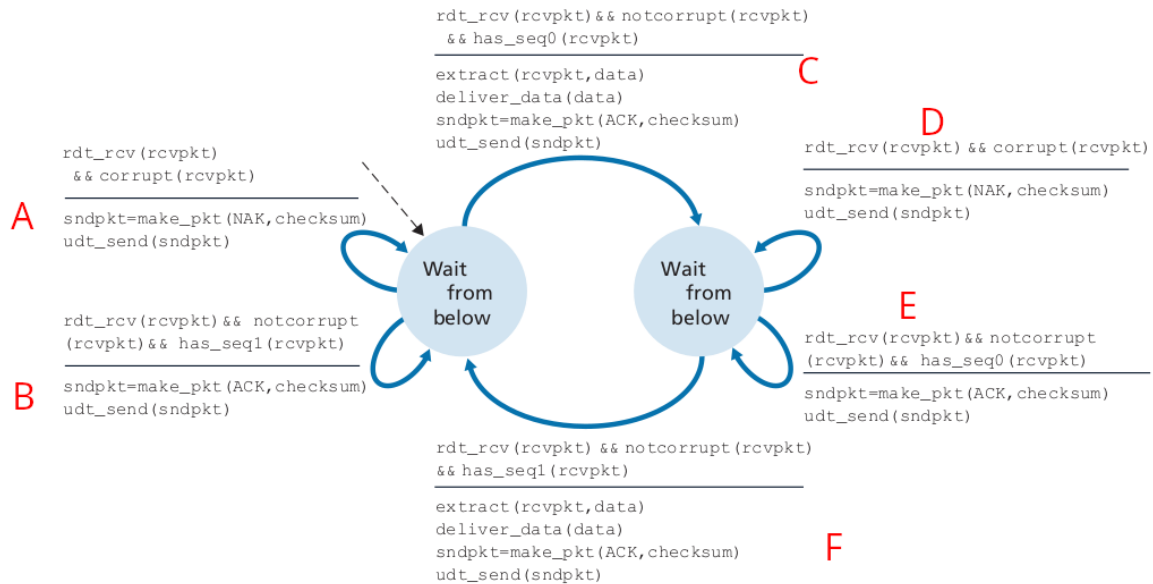 rdt_rcv(rcvpkt)&& notcorrupt(rcvpkt)
&& has_seq0(rcvpkt)
C
extract(rcvpkt,data)
deliver_data(data)
sndpkt=make_pkt(ACK,checksum)
udt_send(sndpkt)
D
rdt_rcv(rcvpkt) && corrupt(rcvpkt)
sndpkt=make_pkt(NAK,checksum)
udt_send(sndpkt)
rdt_rcv(rcvpkt)
&& corrupt(rcvpkt)
A
sndpkt=make_pkt(NAK,checksum)
udt_send(sndpkt)
Wait
from
below
Wait
from
below
rdt_rcv(rcvpkt)&& notcorrupt
(rcvpkt)&& has_seq1(rcvpkt)
B
sndpkt=make_pkt(ACK,checksum)
udt_send(sndpkt)
E
rdt_rcv(rcvpkt)&& notcorrupt
(rcvpkt)&& has_seq0(rcvpkt)
sndpkt=make_pkt(ACK,checksum)
udt_send(sndpkt)
rdt_rcv(rcvpkt) && notcorrupt(rcvpkt)
&& has_seq1(rcvpkt)
extract(rcvpkt,data)
deliver_data(data)
sndpkt=make_pkt(ACK,checksum)
udt_send(sndpkt)
F